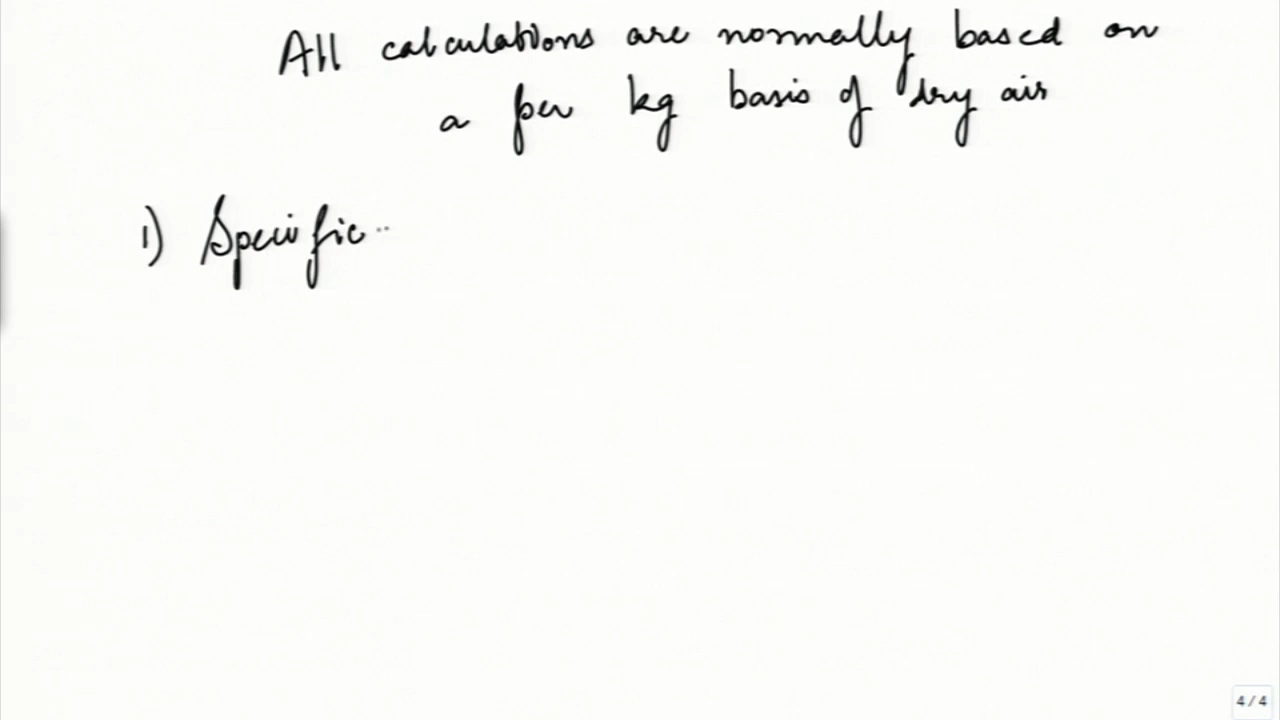 All calculations are normally based on
a per kg basis of dry air
1) Specific
4/4